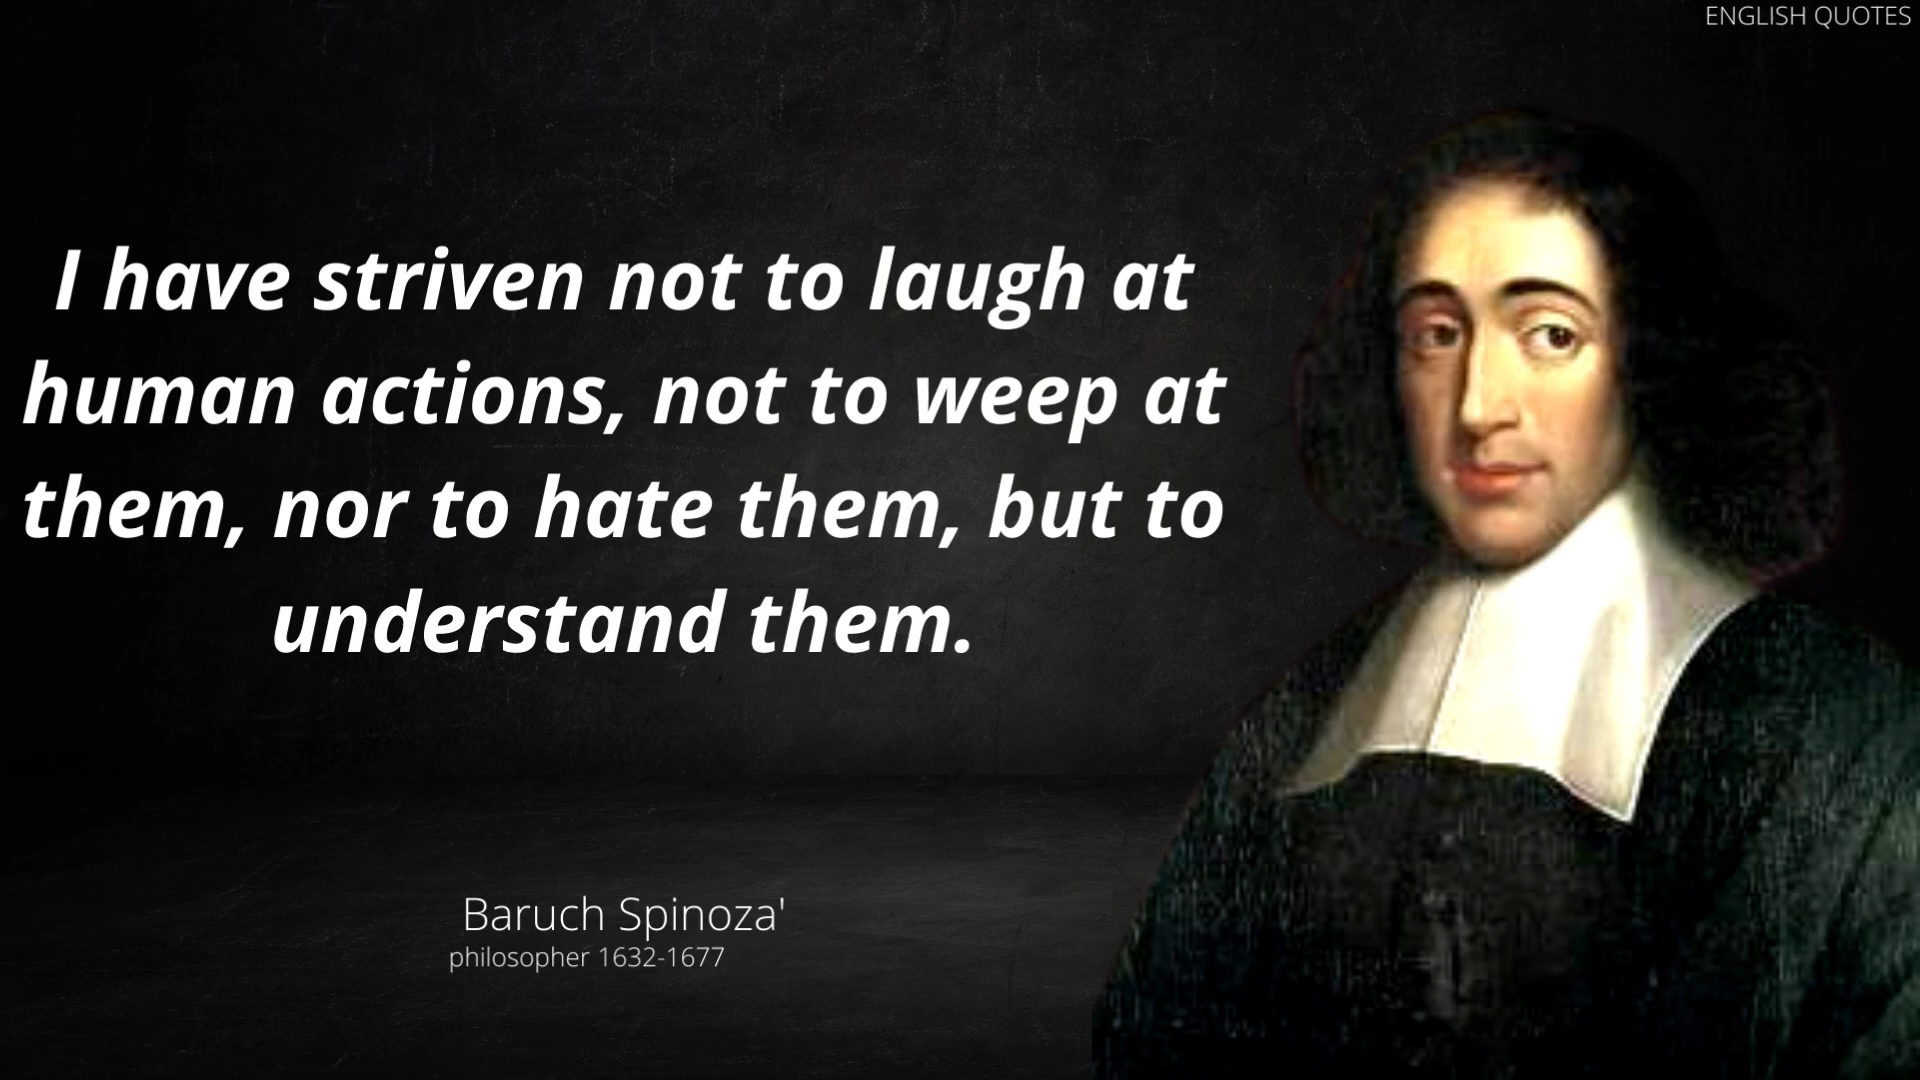 ENGLISH QUOTES
I have striven not to laugh at
human actions, not to weep at
them, nor to hate them, but to
understand them.
Baruch Spinoza'
philosopher 1632-1677